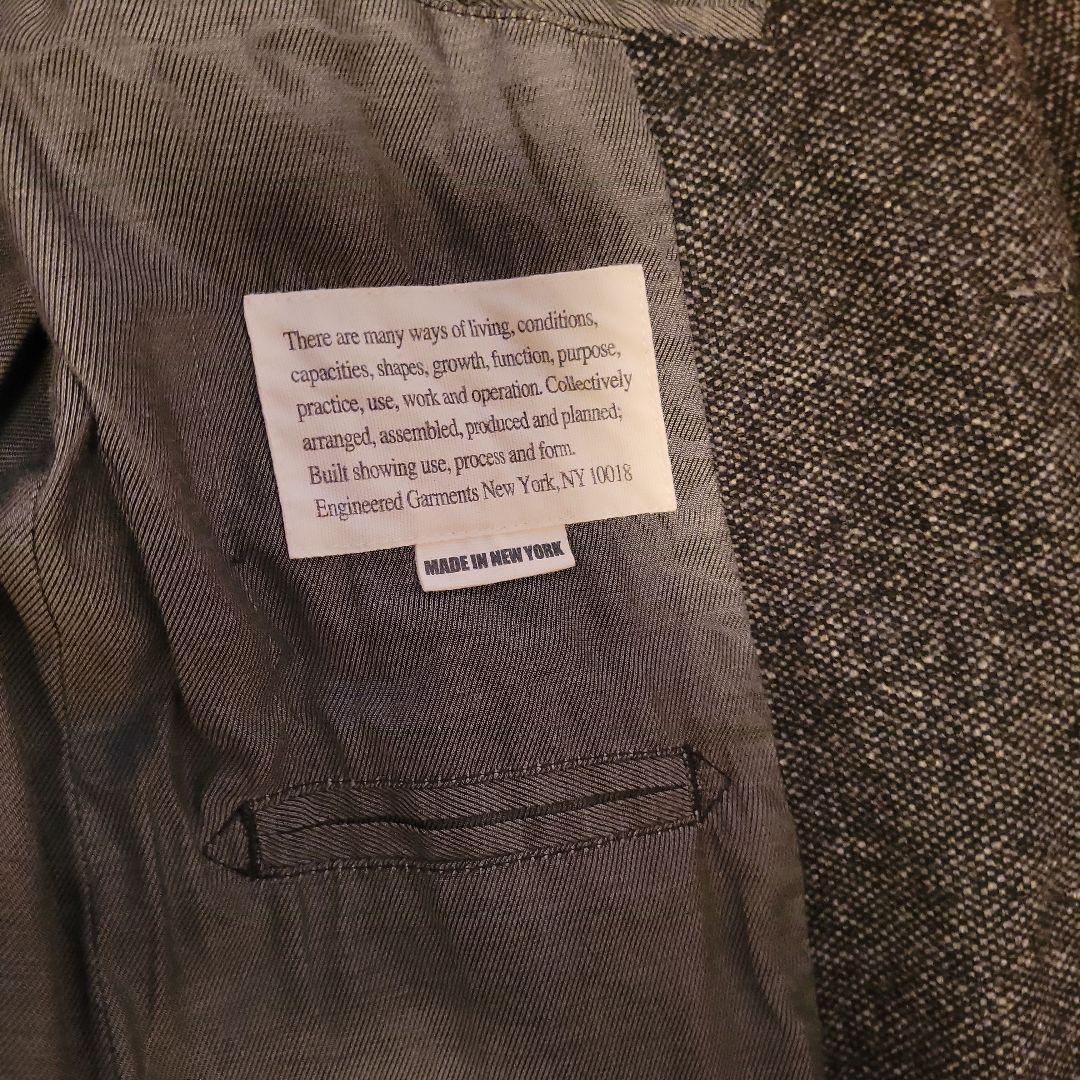 There are many ways of living, conditions,
capacities, shapes, growth, function, purpose,
practice, use, work and operation. Collectively
arranged, assembled, produced and planned;
Built showing use, process and form.
Engineered Garments New York, NY 10018
MADE IN NEW YORK